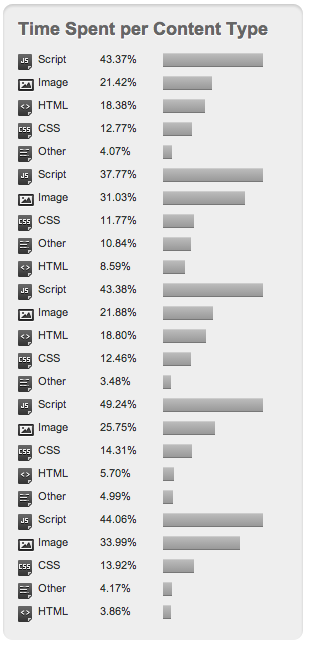 Time Spent per Content Type
JS Script 43.37%
Image 21.42%
<> HTML 18.38%
CSS CSS 12.77%
Other 4.07%
JS Script 37.77%
Image 31.03%
CSS CSS 11.77%
Other 10.84%
<> HTML 8.59%
JS Script 43.38%
Image 21.88%
<> HTML 18.80%
CSS CSS 12.46%
Other 3.48%
JS Script 49.24%
Image 25.75%
CSS CSS 14.31%
<> HTML 5.70%
Other 4.99%
JS Script 44.06%
Image 33.99%
CSS CSS 13.92%
Other 4.17%
<> HTML 3.86%